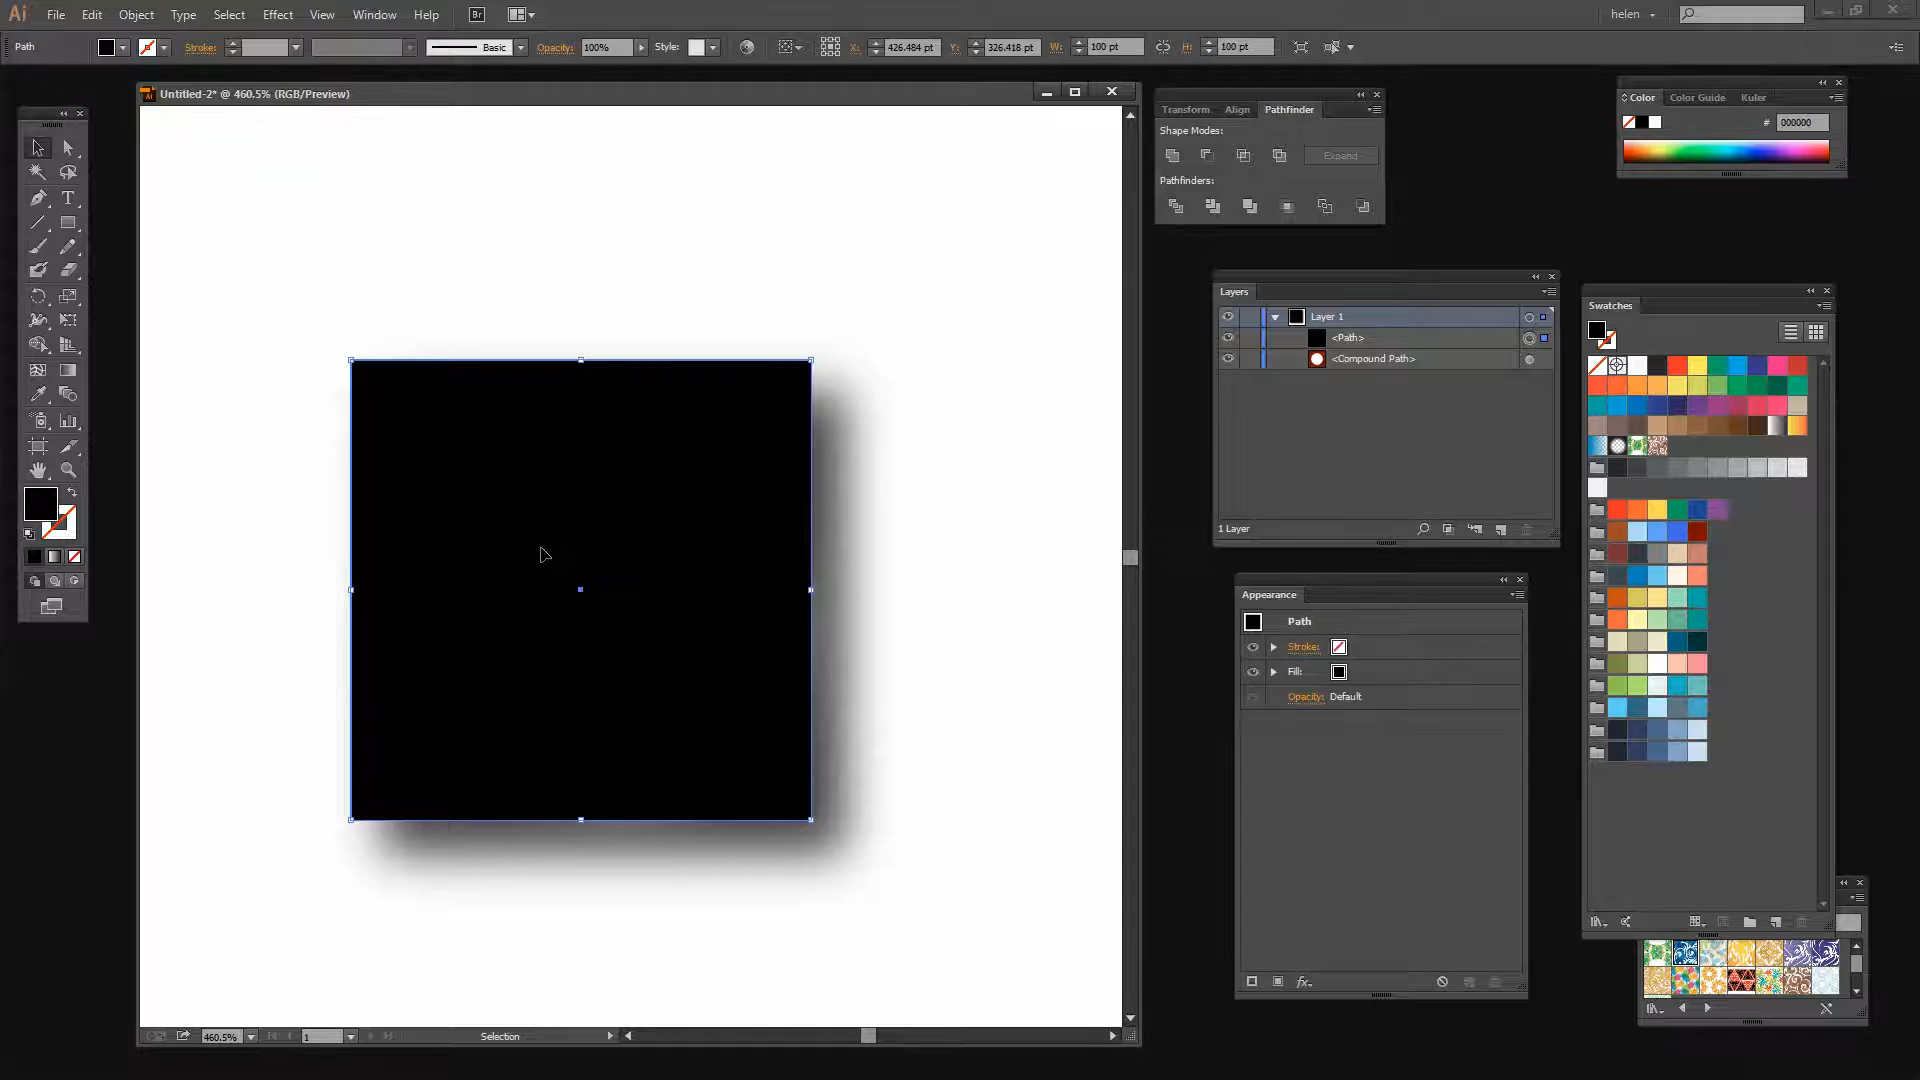 Ai File Edit Object Type Select Effect View Window Help Br helen
Path Stroke: Basic Opacity: 100% Style: X: 426.484 pt Y: 326.418 pt W: 100 pt H: 100 pt
Untitled-2* @ 460.5% (RGB/Preview)
Transform Align Pathfinder
Shape Modes:
Expand
Pathfinders:
Color Color Guide Kuler
# 000000
Layers
Layer 1
<Path>
<Compound Path>
1 Layer
Swatches
Appearance
Path
Stroke:
Fill:
Opacity: Default
fx.
T
460.5% 1 Selection